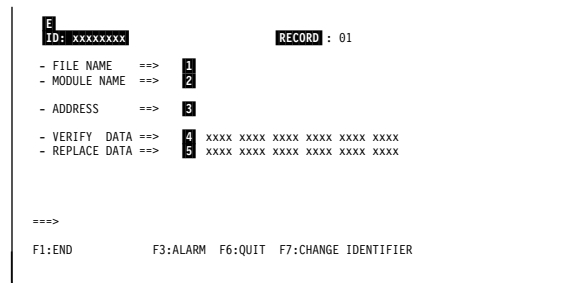 E
ID: xxxxxxxx RECORD : 01
- FILE NAME ==> 1
- MODULE NAME ==> 2
- ADDRESS ==> 3
- VERIFY DATA ==> 4 xxxx xxxx xxxx xxxx xxxx xxxx
- REPLACE DATA ==> 5 xxxx xxxx xxxx xxxx xxxx xxxx
===>
F1:END F3:ALARM F6:QUIT F7:CHANGE IDENTIFIER